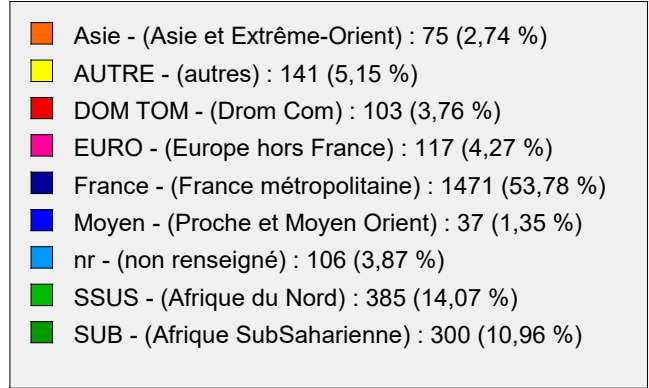 Asie - (Asie et Extrême-Orient) : 75 (2,74 %)
AUTRE - (autres) : 141 (5,15 %)
DOM TOM - (Drom Com) : 103 (3,76 %)
EURO - (Europe hors France) : 117 (4,27 %)
France - (France métropolitaine) : 1471 (53,78 %)
Moyen - (Proche et Moyen Orient) : 37 (1,35 %)
nr - (non renseigné) : 106 (3,87 %)
SSUS - (Afrique du Nord) : 385 (14,07 %)
SUB - (Afrique SubSaharienne) : 300 (10,96 %)